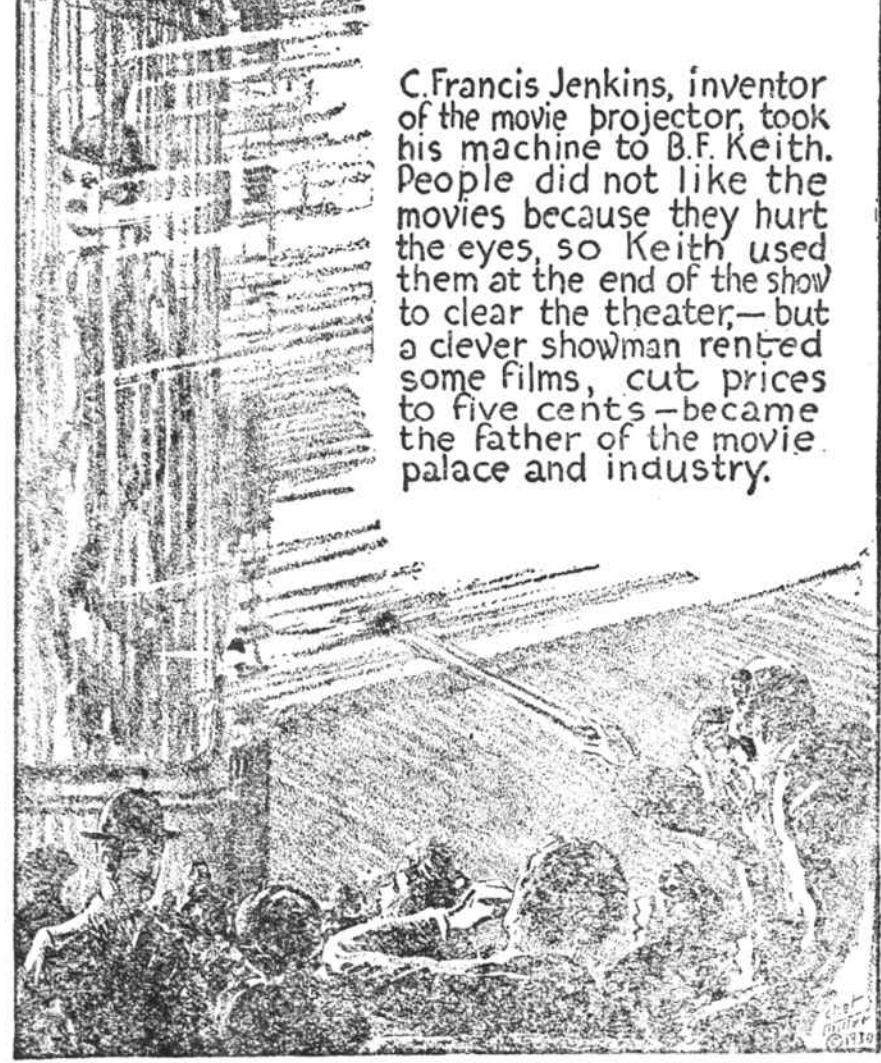 C. Francis Jenkins, inventor
of the movie projector, took
his machine to B.F. Keith.
People did not like the
movies because they hurt
the eyes, so Keith used
them at the end of the show
to clear the theater,— but
a clever showman rented
some films, cut prices
to five cents — became
the father of the movie
palace and industry.
©1930